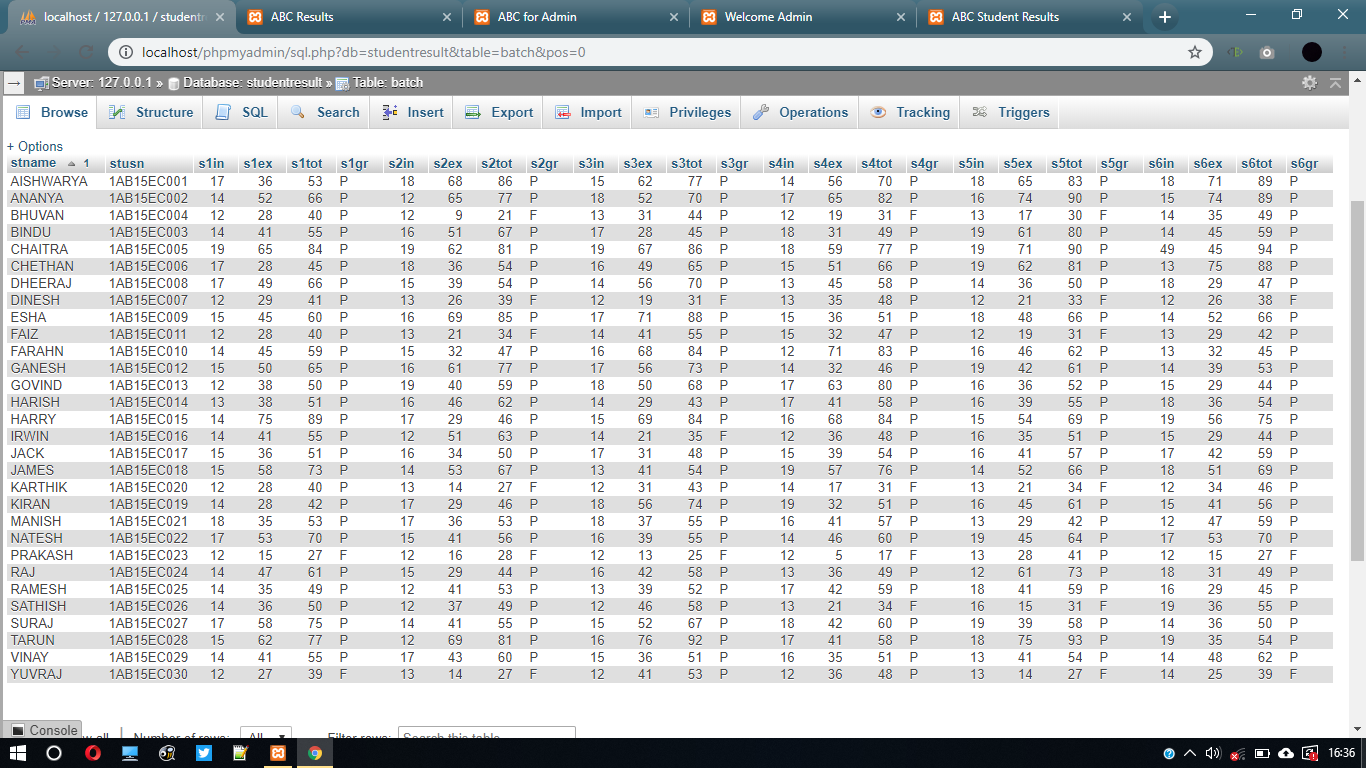 localhost / 127.0.0.1 / student
ABC Results
ABC for Admin
Welcome Admin
ABC Student Results
localhost/phpmyadmin/sql.php?db=studentresult&table=batch&pos=0
Server: 127.0.0.1 » Database: studentresult » Table: batch
Browse Structure SQL Search Insert Export Import Privileges Operations Tracking Triggers
+ Options
stname 1 stusn s1in s1ex s1tot s1gr s2in s2ex s2tot s2gr s3in s3ex s3tot s3gr s4in s4ex s4tot s4gr s5in s5ex s5tot s5gr s6in s6ex s6tot s6gr
AISHWARYA 1AB15EC001 17 36 53 P 18 68 86 P 15 62 77 P 14 56 70 P 18 65 83 P 18 71 89 P
ANANYA 1AB15EC002 14 52 66 P 12 65 77 P 18 52 70 P 17 65 82 P 16 74 90 P 15 74 89 P
BHUVAN 1AB15EC004 12 28 40 P 12 9 21 F 13 31 44 P 12 19 31 F 13 17 30 F 14 35 49 P
BINDU 1AB15EC003 14 41 55 P 16 51 67 P 17 28 45 P 18 31 49 P 19 61 80 P 14 45 59 P
CHAITRA 1AB15EC005 19 65 84 P 19 62 81 P 19 67 86 P 18 59 77 P 19 71 90 P 49 45 94 P
CHETHAN 1AB15EC006 17 28 45 P 18 36 54 P 16 49 65 P 15 51 66 P 19 62 81 P 13 75 88 P
DHEERAJ 1AB15EC008 17 49 66 P 15 39 54 P 14 56 70 P 13 45 58 P 14 36 50 P 18 29 47 P
DINESH 1AB15EC007 12 29 41 P 13 26 39 F 12 19 31 F 13 35 48 P 12 21 33 F 12 26 38 F
ESHA 1AB15EC009 15 45 60 P 16 69 85 P 17 71 88 P 15 36 51 P 18 48 66 P 14 52 66 P
FAIZ 1AB15EC011 12 28 40 P 13 21 34 F 14 41 55 P 15 32 47 P 12 19 31 F 13 29 42 P
FARAHN 1AB15EC010 14 45 59 P 15 32 47 P 16 68 84 P 12 71 83 P 16 46 62 P 13 32 45 P
GANESH 1AB15EC012 15 50 65 P 16 61 77 P 17 56 73 P 14 32 46 P 19 42 61 P 14 39 53 P
GOVIND 1AB15EC013 12 38 50 P 19 40 59 P 18 50 68 P 17 63 80 P 16 36 52 P 15 29 44 P
HARISH 1AB15EC014 13 38 51 P 16 46 62 P 14 29 43 P 17 41 58 P 16 39 55 P 18 36 54 P
HARRY 1AB15EC015 14 75 89 P 17 29 46 P 15 69 84 P 16 68 84 P 15 54 69 P 19 56 75 P
IRWIN 1AB15EC016 14 41 55 P 12 51 63 P 14 21 35 F 12 36 48 P 16 35 51 P 15 29 44 P
JACK 1AB15EC017 15 36 51 P 16 34 50 P 17 31 48 P 15 39 54 P 16 41 57 P 17 42 59 P
JAMES 1AB15EC018 15 58 73 P 14 53 67 P 13 41 54 P 19 57 76 P 14 52 66 P 18 51 69 P
KARTHIK 1AB15EC020 12 28 40 P 13 14 27 F 12 31 43 P 14 17 31 F 13 21 34 F 12 34 46 P
KIRAN 1AB15EC019 14 28 42 P 17 29 46 P 18 56 74 P 19 32 51 P 16 45 61 P 15 41 56 P
MANISH 1AB15EC021 18 35 53 P 17 36 53 P 18 37 55 P 16 41 57 P 13 29 42 P 12 47 59 P
NATESH 1AB15EC022 17 53 70 P 15 41 56 P 16 39 55 P 14 46 60 P 19 45 64 P 17 53 70 P
PRAKASH 1AB15EC023 12 15 27 F 12 16 28 F 12 13 25 F 12 5 17 F 13 28 41 P 12 15 27 F
RAJ 1AB15EC024 14 47 61 P 15 29 44 P 16 42 58 P 13 36 49 P 12 61 73 P 18 31 49 P
RAMESH 1AB15EC025 14 35 49 P 12 41 53 P 13 39 52 P 17 42 59 P 18 41 59 P 16 29 45 P
SATHISH 1AB15EC026 14 36 50 P 12 37 49 P 12 46 58 P 13 21 34 F 16 15 31 F 19 36 55 P
SURAJ 1AB15EC027 17 58 75 P 14 41 55 P 15 52 67 P 18 42 60 P 19 39 58 P 14 36 50 P
TARUN 1AB15EC028 15 62 77 P 12 69 81 P 16 76 92 P 17 41 58 P 18 75 93 P 19 35 54 P
VINAY 1AB15EC029 14 41 55 P 17 43 60 P 15 36 51 P 16 35 51 P 13 41 54 P 14 48 62 P
YUVRAJ 1AB15EC030 12 27 39 F 13 14 27 F 12 41 53 P 12 36 48 P 13 14 27 F 14 25 39 F
Console w all Number of rows: All Filter rows: Search this table
16:36